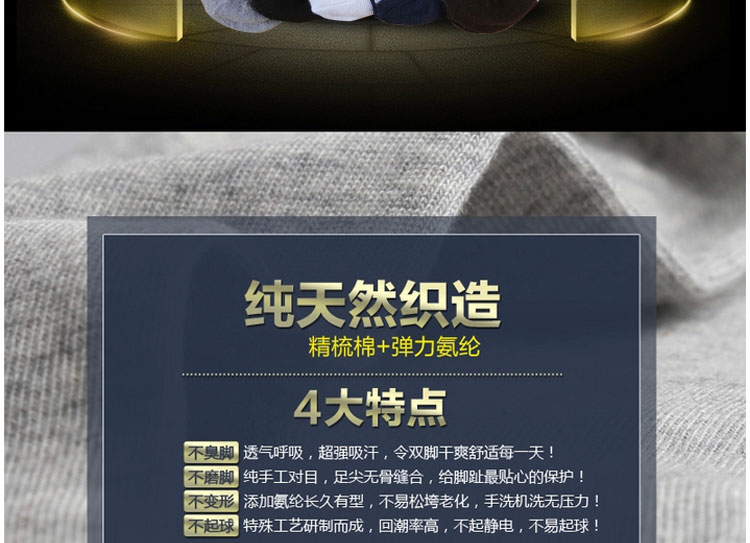 纯天然织造
精梳棉+弹力氨纶
4大特点
不臭脚 透气呼吸，超强吸汗，令双脚干爽舒适每一天！
不磨脚 纯手工对目，足尖无骨缝合，给脚趾最贴心的保护！
不变形 添加氨纶长久有型，不易松垮老化，手洗机洗无压力！
不起球 特殊工艺研制而成，回潮率高，不起静电，不易起球！